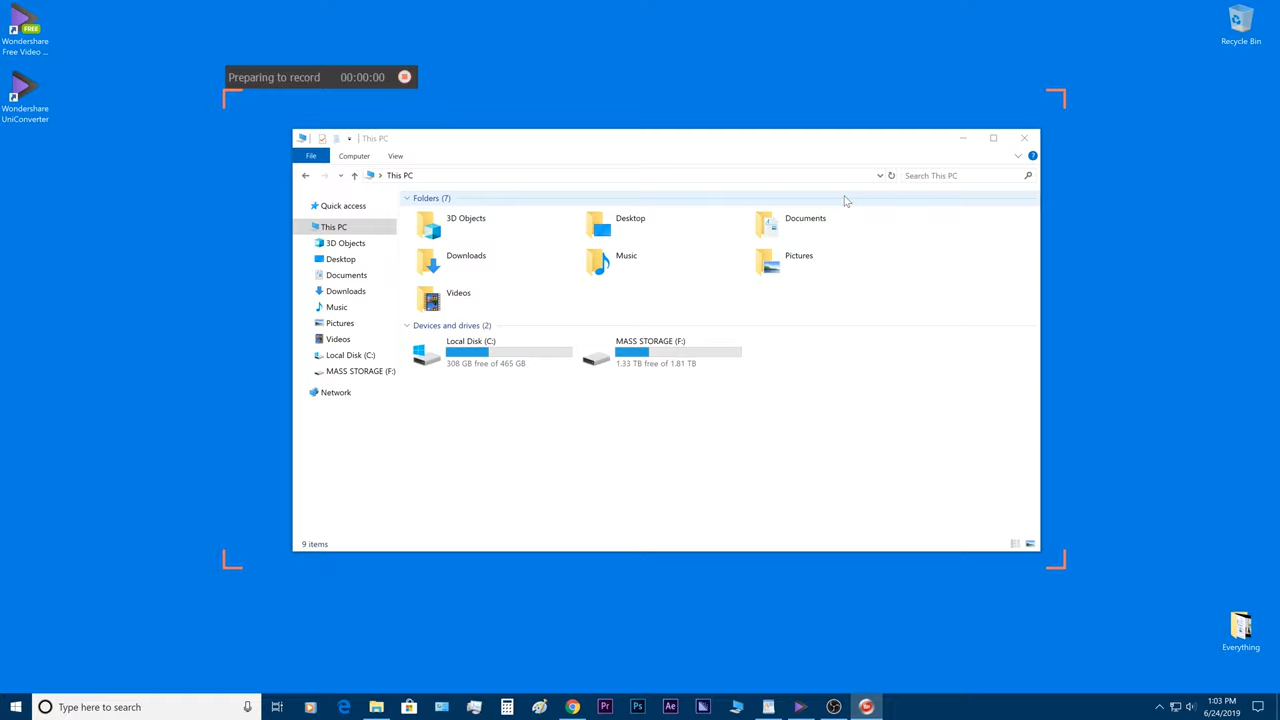 FREE
Wondershare
Free Video ...
Wondershare
UniConverter
Recycle Bin
Preparing to record 00:00:00
This PC
File Computer View
This PC
Search This PC
Quick access
This PC
3D Objects
Desktop
Documents
Downloads
Music
Pictures
Videos
Local Disk (C:)
MASS STORAGE (F:)
Network
Folders (7)
3D Objects
Desktop
Documents
Downloads
Music
Pictures
Videos
Devices and drives (2)
Local Disk (C:)
308 GB free of 465 GB
MASS STORAGE (F:)
1.33 TB free of 1.81 TB
9 items
Everything
Type here to search
Pr
Ps
Ae
1:03 PM
6/24/2019